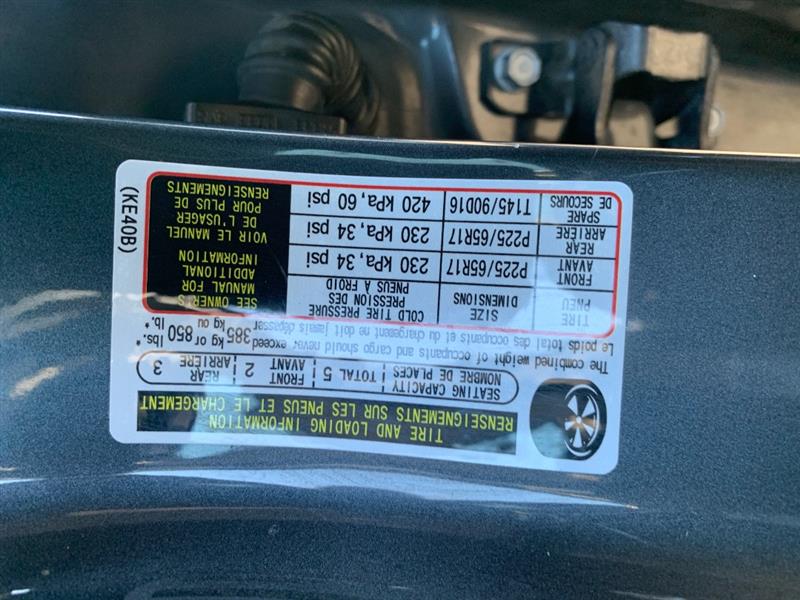 TIRE AND LOADING INFORMATION
RENSEIGNEMENTS SUR LES PNEUS ET LE CHARGEMENT
SEATING CAPACITY
NOMBRE DE PLACES
TOTAL 5
FRONT
AVANT 2
REAR
ARRIÈRE 3
The combined weight of occupants and cargo should never exceed 385 kg or 850 lbs.*
Le poids total des occupants et du chargement ne doit jamais dépasser 385 kg ou 850 lb.*
TIRE
PNEU
SIZE
DIMENSIONS
COLD TIRE PRESSURE
PRESSION DES
PNEUS A FROID
FRONT
AVANT
P225/65R17
230 kPa, 34 psi
REAR
ARRIÈRE
P225/65R17
230 kPa, 34 psi
SPARE
DE SECOURS
T145/90D16
420 kPa, 60 psi
SEE OWNER'S
MANUAL FOR
ADDITIONAL
INFORMATION
VOIR LE MANUEL
DE L'USAGER
POUR PLUS DE
RENSEIGNEMENTS
(KE40B)